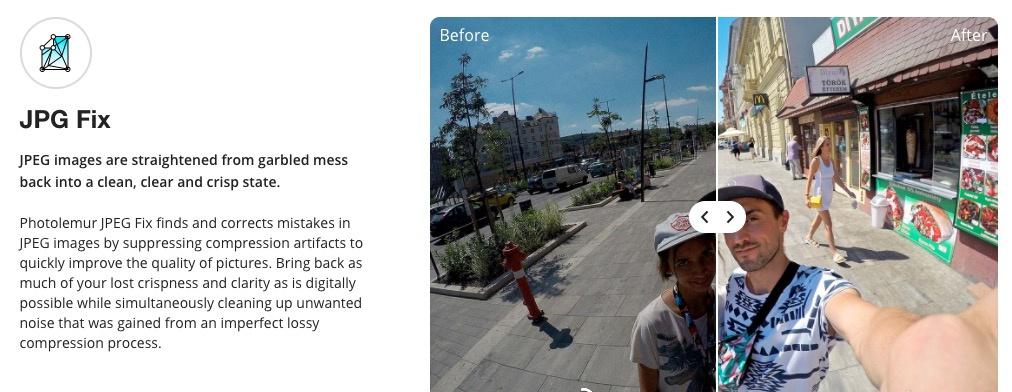 JPG Fix
JPEG images are straightened from garbled mess
back into a clean, clear and crisp state.
Photolemur JPEG Fix finds and corrects mistakes in
JPEG images by suppressing compression artifacts to
quickly improve the quality of pictures. Bring back as
much of your lost crispness and clarity as is digitally
possible while simultaneously cleaning up unwanted
noise that was gained from an imperfect lossy
compression process.
Before
After
TÖRÖK
ÉTTEREM
Étele